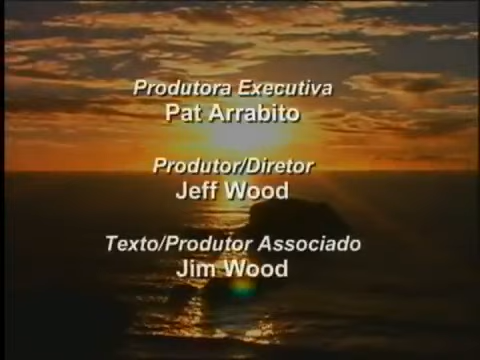 Produtora Executiva
Pat Arrabito
Produtor/Diretor
Jeff Wood
Texto/Produtor Associado
Jim Wood